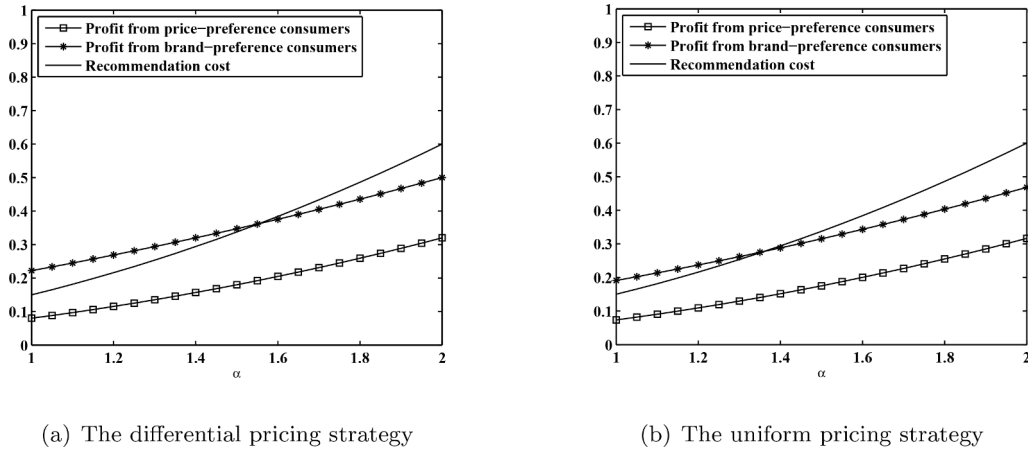 1
0.9
0.8
0.7
0.6
0.5
0.4
0.3
0.2
0.1
0
1 1.2 1.4 1.6 1.8 2
α
Profit from price−preference consumers
Profit from brand−preference consumers
Recommendation cost
(a) The differential pricing strategy
1
0.9
0.8
0.7
0.6
0.5
0.4
0.3
0.2
0.1
0
1 1.2 1.4 1.6 1.8 2
α
Profit from price−preference consumers
Profit from brand−preference consumers
Recommendation cost
(b) The uniform pricing strategy